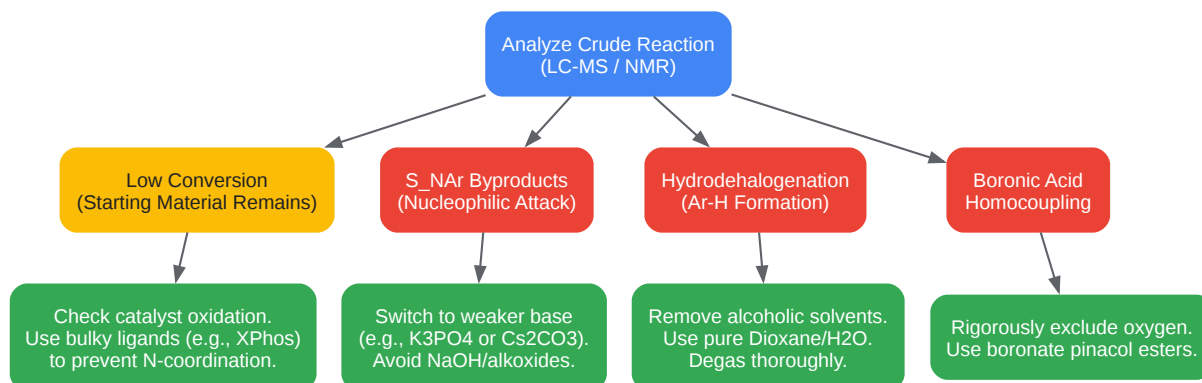 Analyze Crude Reaction
(LC-MS / NMR)
Low Conversion
(Starting Material Remains)
S_NAr Byproducts
(Nucleophilic Attack)
Hydrodehalogenation
(Ar-H Formation)
Boronic Acid
Homocoupling
Check catalyst oxidation.
Use bulky ligands (e.g., XPhos)
to prevent N-coordination.
Switch to weaker base
(e.g., K3PO4 or Cs2CO3).
Avoid NaOH/alkoxides.
Remove alcoholic solvents.
Use pure Dioxane/H2O.
Degas thoroughly.
Rigorously exclude oxygen.
Use boronate pinacol esters.